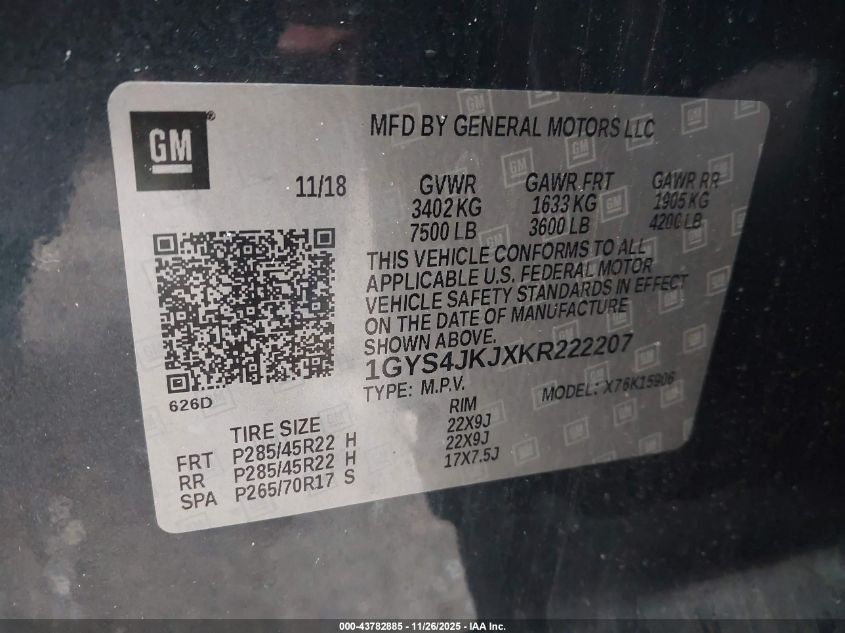 GM
®
MFD BY GENERAL MOTORS LLC
11/18
GVWR GAWR FRT GAWR RR
3402 KG 1633 KG 1905 KG
7500 LB 3600 LB 4200 LB
THIS VEHICLE CONFORMS TO ALL
APPLICABLE U.S. FEDERAL MOTOR
VEHICLE SAFETY STANDARDS IN EFFECT
ON THE DATE OF MANUFACTURE
SHOWN ABOVE.
1GYS4JKJXKR222207
TYPE: M.P.V. MODEL: X76K15906
626D
TIRE SIZE RIM
FRT P285/45R22 H 22X9J
RR P285/45R22 H 22X9J
SPA P265/70R17 S 17X7.5J
000-43782885 - 11/26/2025 - IAA Inc.